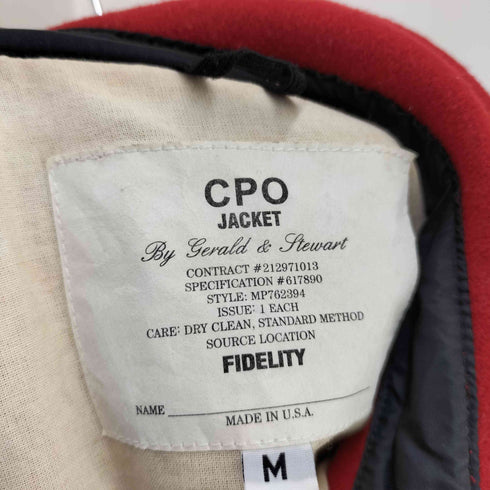 CPO
JACKET
By Gerald & Stewart
CONTRACT #212971013
SPECIFICATION #617890
STYLE: MP762394
ISSUE: 1 EACH
CARE: DRY CLEAN, STANDARD METHOD
SOURCE LOCATION
FIDELITY
NAME
MADE IN U.S.A.
M